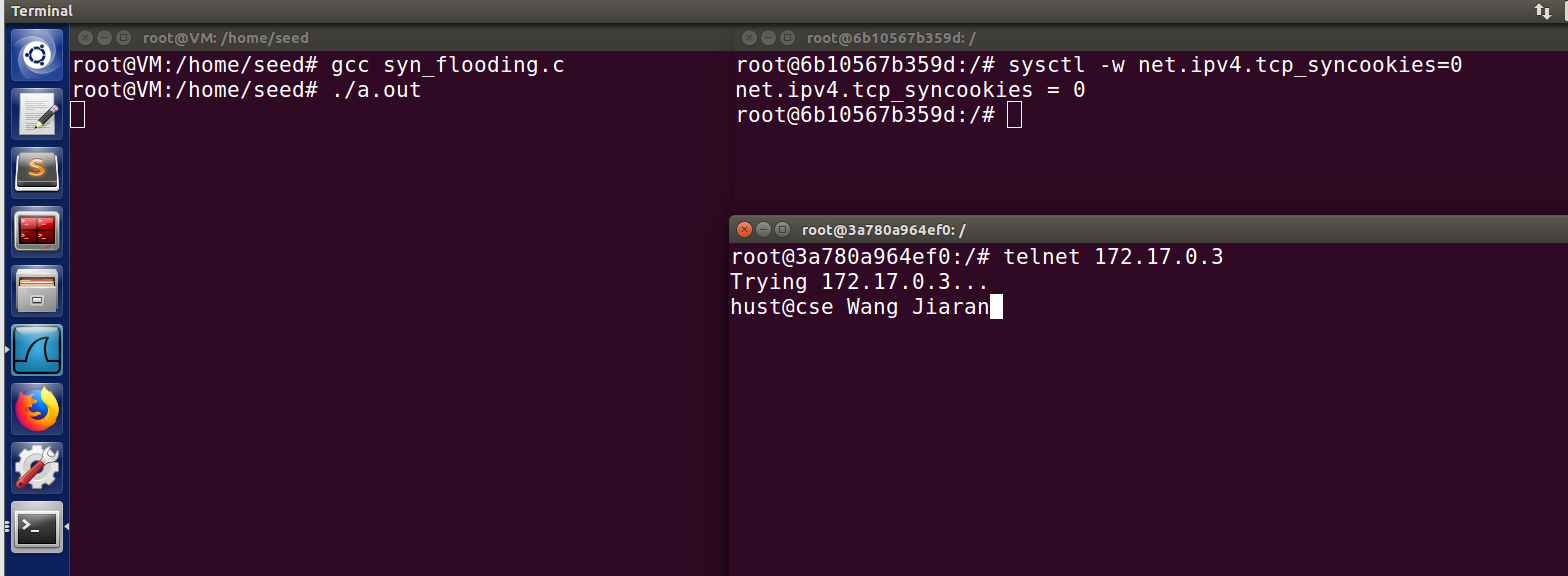 Terminal
root@VM: /home/seed
root@VM:/home/seed# gcc syn_flooding.c
root@VM:/home/seed# ./a.out
root@6b10567b359d: /
root@6b10567b359d:/# sysctl -w net.ipv4.tcp_syncookies=0
net.ipv4.tcp_syncookies = 0
root@6b10567b359d:/#
root@3a780a964ef0: /
root@3a780a964ef0:/# telnet 172.17.0.3
Trying 172.17.0.3...
hust@cse Wang Jiaran